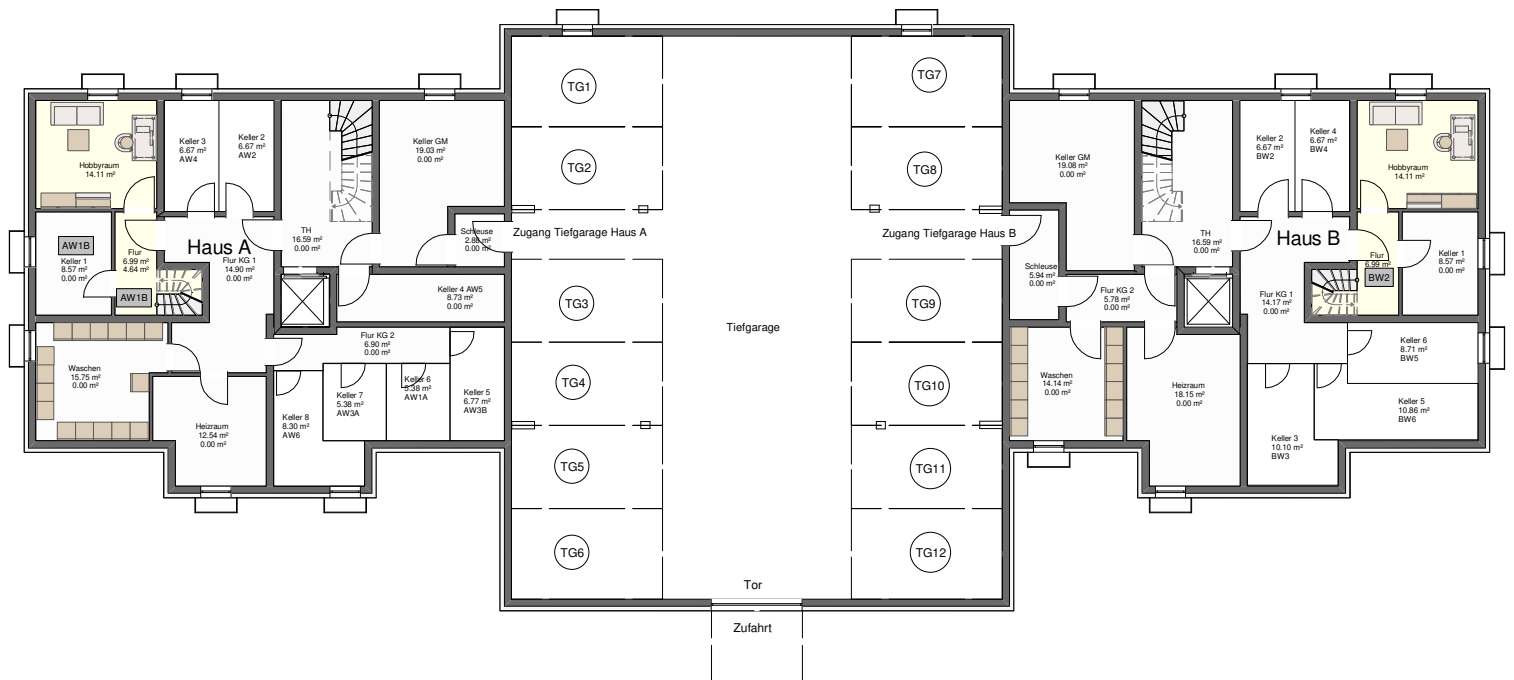 TG1
TG2
Zugang Tiefgarage Haus A
TG3
TG4
TG5
TG6
TG7
TG8
Zugang Tiefgarage Haus B
TG9
TG10
TG11
TG12
Tiefgarage
Tor
Zufahrt
Haus A
Hobbyraum
14.11 m²
Keller 3
6.67 m²
AW4
Keller 2
6.67 m²
AW2
TH
16.59 m²
0.00 m²
Keller GM
19.03 m²
0.00 m²
Schleuse
0.00 m²
AW1B
Keller 1
8.57 m²
0.00 m²
Flur
6.99 m²
4.64 m²
AW1B
Flur KG 1
14.90 m²
0.00 m²
Keller 4 AW5
8.73 m²
0.00 m²
Flur KG 2
6.90 m²
0.00 m²
Waschen
15.75 m²
0.00 m²
Heizraum
12.54 m²
0.00 m²
Keller 8
8.30 m²
AW6
Keller 7
5.38 m²
AW3A
Keller 6
5.38 m²
AW1A
Keller 5
6.77 m²
AW3B
Haus B
Keller GM
19.08 m²
0.00 m²
TH
16.59 m²
0.00 m²
Keller 2
6.67 m²
BW2
Keller 4
6.67 m²
BW4
Hobbyraum
14.11 m²
Schleuse
5.94 m²
0.00 m²
Flur KG 2
5.78 m²
0.00 m²
Flur KG 1
14.17 m²
0.00 m²
Flur
6.99 m²
BW2
Keller 1
8.57 m²
0.00 m²
Waschen
14.14 m²
0.00 m²
Heizraum
18.15 m²
0.00 m²
Keller 6
8.71 m²
BW5
Keller 5
10.86 m²
BW6
Keller 3
10.10 m²
BW3